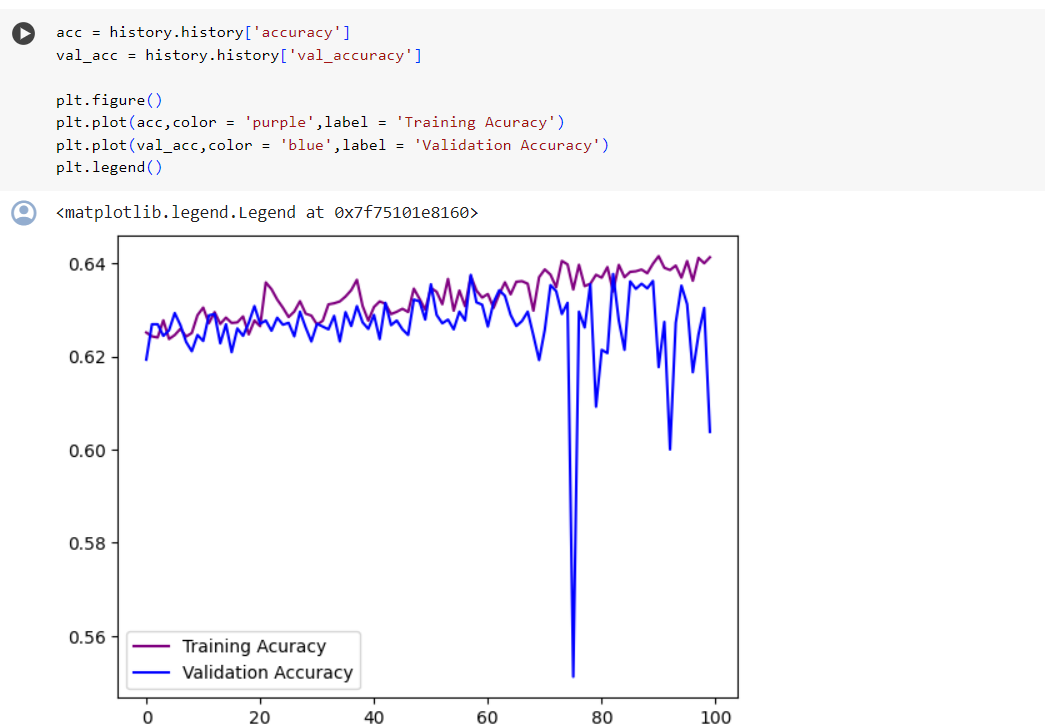 acc = history.history['accuracy']
val_acc = history.history['val_accuracy']
plt.figure()
plt.plot(acc,color = 'purple',label = 'Training Acuracy')
plt.plot(val_acc,color = 'blue',label = 'Validation Accuracy')
plt.legend()
<matplotlib.legend.Legend at 0x7f75101e8160>
0.64
0.62
0.60
0.58
0.56
Training Acuracy
Validation Accuracy
0 20 40 60 80 100